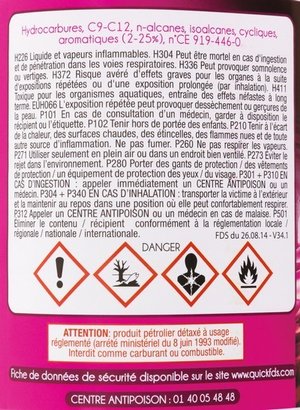 Hydrocarbures, C9-C12, n-alcanes, isoalcanes, cycliques,
aromatiques (2-25%), n°CE 919-446-0.
H226 Liquide et vapeurs inflammables. H304 Peut être mortel en cas d'ingestion
et de pénétration dans les voies respiratoires. H336 Peut provoquer somnolence
ou vertiges. H372 Risque avéré d'effets graves pour les organes à la suite
d'expositions répétées ou d'une exposition prolongée (par inhalation). H411
Toxique pour les organismes aquatiques, entraîne des effets néfastes à long
terme. EUH066 L'exposition répétée peut provoquer dessèchement ou gerçures de
la peau. P101 En cas de consultation d'un médecin, garder à disposition le
récipient ou l'étiquette. P102 Tenir hors de portée des enfants. P210 Tenir à l'écart
de la chaleur, des surfaces chaudes, des étincelles, des flammes nues et de toute
autre source d'inflammation. Ne pas fumer. P260 Ne pas respirer les vapeurs.
P271 Utiliser seulement en plein air ou dans un endroit bien ventilé. P273 Éviter le
rejet dans l'environnement. P280 Porter des gants de protection / des vêtements
de protection / un équipement de protection des yeux / du visage. P301 + P310 EN
CAS D'INGESTION : appeler immédiatement un CENTRE ANTIPOISON ou un
médecin. P304 + P340 EN CAS D'INHALATION : transporter la victime à l'extérieur
et la maintenir au repos dans une position où elle peut confortablement respirer.
P312 Appeler un CENTRE ANTIPOISON ou un médecin en cas de malaise. P501
Éliminer le contenu / récipient conformément à la réglementation locale /
régionale / nationale / internationale.
FDS du 26.08.14 - V34.1
DANGER
ATTENTION: produit pétrolier détaxé à usage
réglementé (arrêté ministériel du 8 juin 1993 modifié).
Interdit comme carburant ou combustible.
Fiche de données de sécurité disponible sur le site www.quickfds.com
CENTRE ANTIPOISON : 01 40 05 48 48